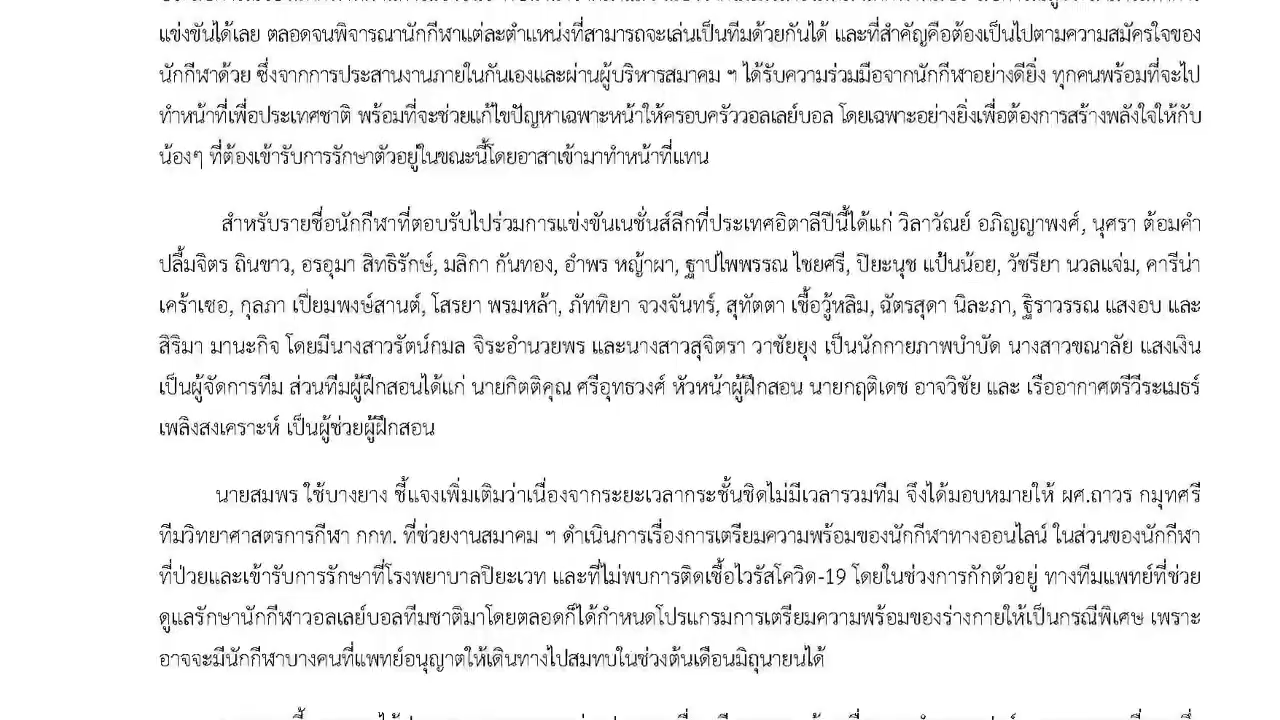 แข่งขันได้เลย ตลอดจนพิจารณานักกีฬาแต่ละตำแหน่งที่สามารถจะเล่นเป็นทีมด้วยกันได้ และที่สำคัญคือต้องเป็นไปตามความสมัครใจของ
นักกีฬาด้วย ซึ่งจากการประสานงานภายในกันเองและผ่านผู้บริหารสมาคม ฯ ได้รับความร่วมมือจากนักกีฬาอย่างดียิ่ง ทุกคนพร้อมที่จะไป
ทำหน้าที่เพื่อประเทศชาติ พร้อมที่จะช่วยแก้ไขปัญหาเฉพาะหน้าให้ครอบครัววอลเลย์บอล โดยเฉพาะอย่างยิ่งเพื่อต้องการสร้างพลังใจให้กับ
น้องๆ ที่ต้องเข้ารับการรักษาตัวอยู่ในขณะนี้โดยอาสาเข้ามาทำหน้าที่แทน
สำหรับรายชื่อนักกีฬาที่ตอบรับไปร่วมการแข่งขันเนชั่นส์ลีกที่ประเทศอิตาลีปีนี้ได้แก่ วิลาวัณย์ อภิญญาพงศ์, นุศรา ต้อมคำ
ปลื้มจิตร ถินขาว, อรอุมา สิทธิรักษ์, มลิกา กันทอง, อำพร หญ้าผา, ฐาปไพพรรณ ไชยศรี, ปิยะนุช แป้นน้อย, วัชรียา นวลแจ่ม, คารีน่า
เคร้าเซอ, กุลภา เปี่ยมพงษ์สานต์, โสรยา พรมหล้า, ภัททิยา จวงจันทร์, สุทัตตา เชื้อวู้หลิม, ฉัตรสุดา นิละภา, ฐิราวรรณ แสงอบ และ
สิริมา มานะกิจ โดยมีนางสาวรัตน์กมล จิระอำนวยพร และนางสาวสุจิตรา วาชัยยุง เป็นนักกายภาพบำบัด นางสาวขณาลัย แสงเงิน
เป็นผู้จัดการทีม ส่วนทีมผู้ฝึกสอนได้แก่ นายกิตติคุณ ศรีอุทธวงศ์ หัวหน้าผู้ฝึกสอน นายกฤติเดช อาจวิชัย และ เรืออากาศตรีวีระเมธร์
เพลิงสงเคราะห์ เป็นผู้ช่วยผู้ฝึกสอน
นายสมพร ใช้บางยาง ชี้แจงเพิ่มเติมว่าเนื่องจากระยะเวลากระชั้นชิดไม่มีเวลารวมทีม จึงได้มอบหมายให้ ผศ.ถาวร กมุทศรี
ทีมวิทยาศาสตรการกีฬา กกท. ที่ช่วยงานสมาคม ฯ ดำเนินการเรื่องการเตรียมความพร้อมของนักกีฬาทางออนไลน์ ในส่วนของนักกีฬา
ที่ป่วยและเข้ารับการรักษาที่โรงพยาบาลปิยะเวท และที่ไม่พบการติดเชื้อไวรัสโควิด-19 โดยในช่วงการกักตัวอยู่ ทางทีมแพทย์ที่ช่วย
ดูแลรักษานักกีฬาวอลเลย์บอลทีมชาติมาโดยตลอดก็ได้กำหนดโปรแกรมการเตรียมความพร้อมของร่างกายให้เป็นกรณีพิเศษ เพราะ
อาจจะมีนักกีฬาบางคนที่แพทย์อนุญาตให้เดินทางไปสมทบในช่วงต้นเดือนมิถุนายนได้